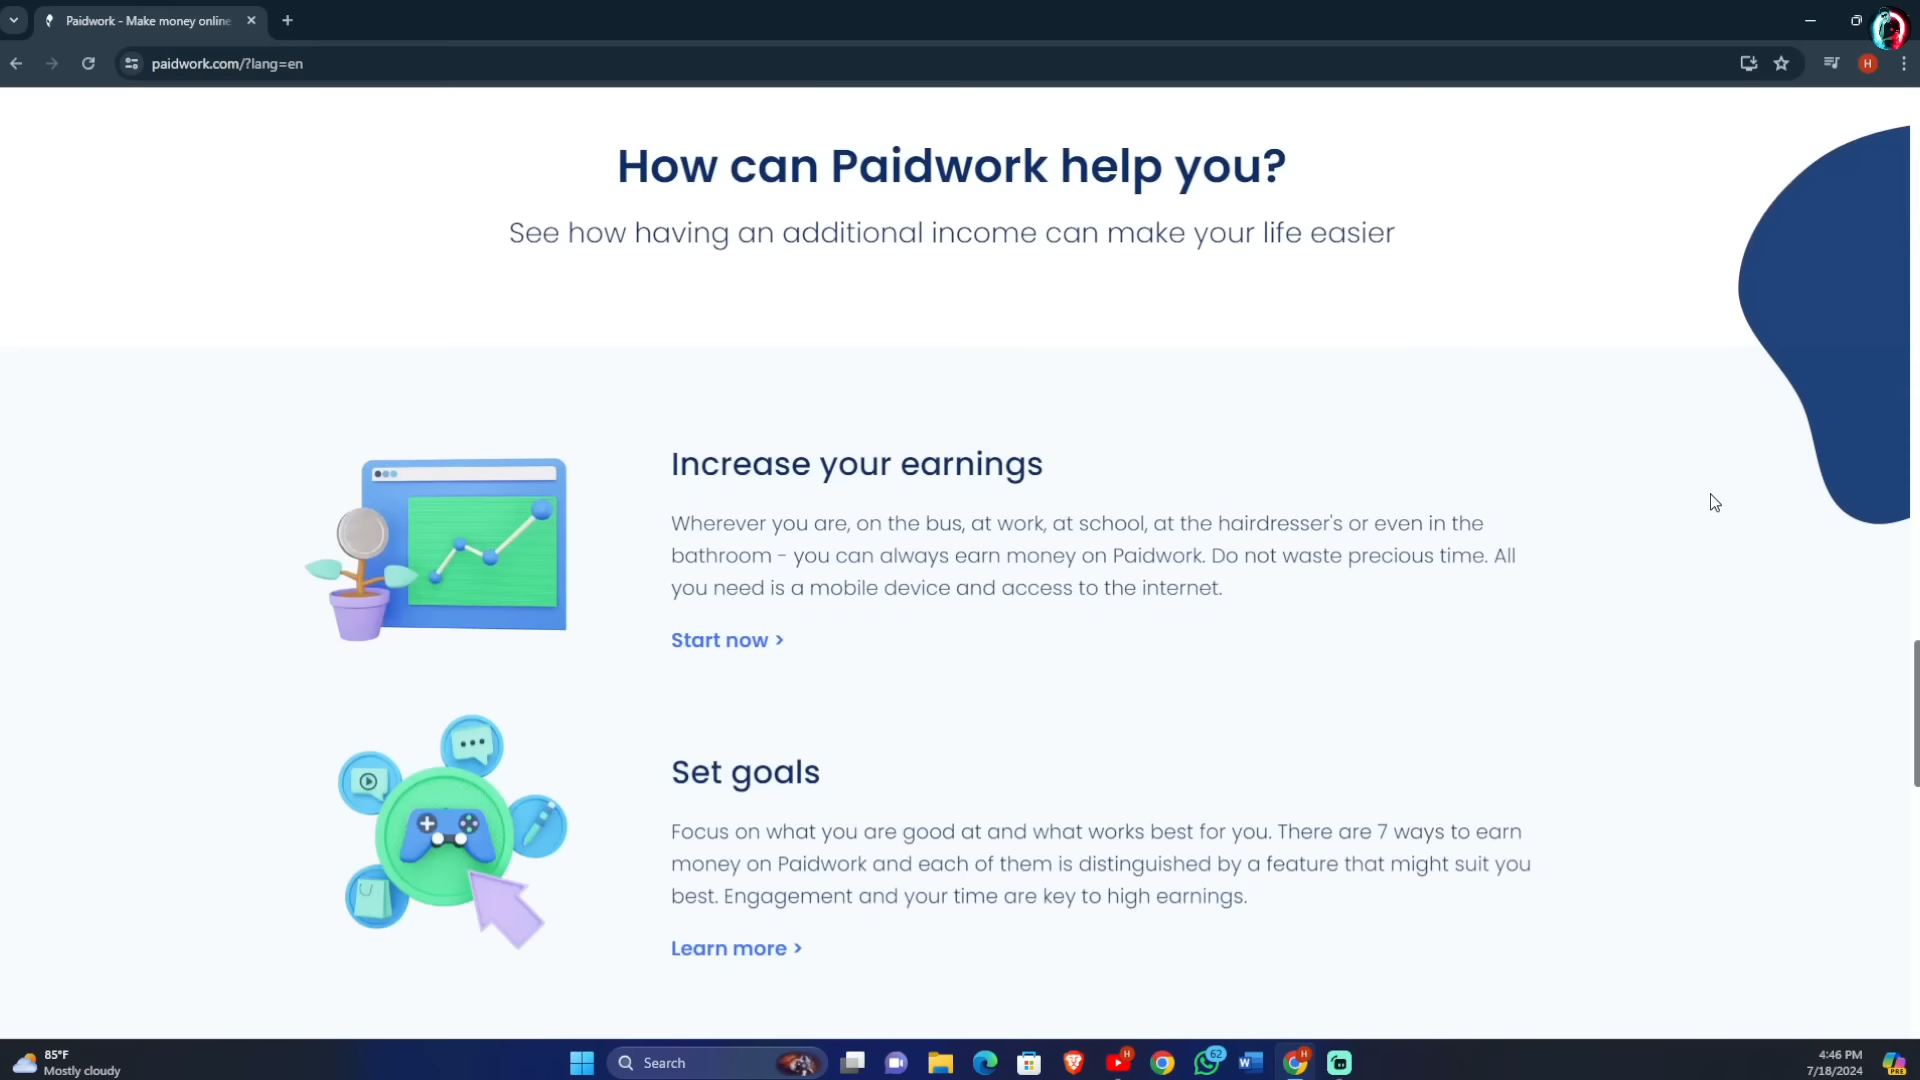 Paidwork - Make money online
paidwork.com/?lang=en
H
How can Paidwork help you?
See how having an additional income can make your life easier
Increase your earnings
Wherever you are, on the bus, at work, at school, at the hairdresser's or even in the
bathroom - you can always earn money on Paidwork. Do not waste precious time. All
you need is a mobile device and access to the internet.
Start now >
Set goals
Focus on what you are good at and what works best for you. There are 7 ways to earn
money on Paidwork and each of them is distinguished by a feature that might suit you
best. Engagement and your time are key to high earnings.
Learn more >
85°F
Mostly cloudy
Search
H
62
W
H
4:46 PM
7/18/2024
PRE